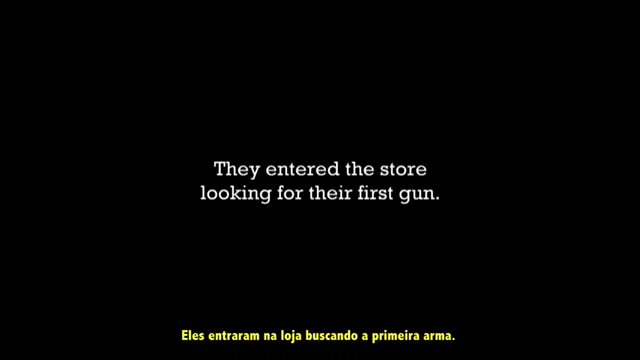 They entered the store
looking for their first gun.
Eles entraram na loja buscando a primeira arma.